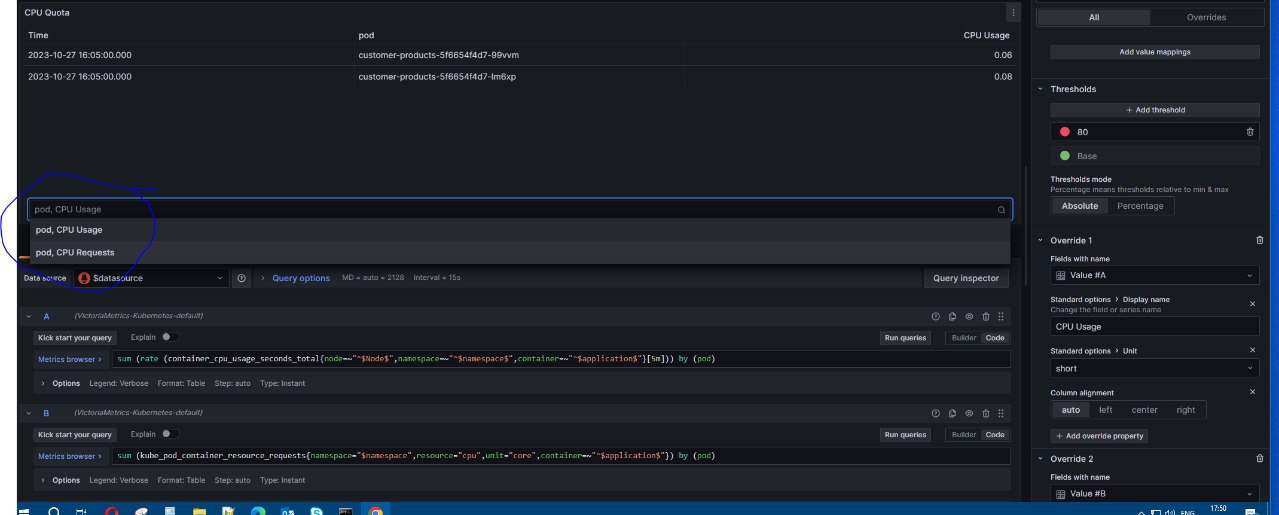 CPU Quota
All
Overrides
Time
pod
CPU Usage
2023-10-27 16:05:00.000
customer-products-5f6654f4d7-99vvm
0.06
Add value mappings
2023-10-27 16:05:00.000
customer-products-5f6654f4d7-lm6xp
0.08
Thresholds
+ Add threshold
80
Base
Thresholds mode
Percentage means thresholds relative to min & max
Absolute
Percentage
pod, CPU Usage
pod, CPU Usage
pod, CPU Requests
Data source
$datasource
Query options
MD = auto = 2128
Interval = 15s
Query inspector
A
(VictoriaMetrics-Kubernetes-default)
Kick start your query
Explain
Run queries
Builder
Code
Metrics browser >
sum (rate (container_cpu_usage_seconds_total{node=~"^$Node$",namespace=~"^$namespace$",container=~"^$application$"}[5m])) by (pod)
Options
Legend: Verbose
Format: Table
Step: auto
Type: Instant
B
(VictoriaMetrics-Kubernetes-default)
Kick start your query
Explain
Run queries
Builder
Code
Metrics browser >
sum (kube_pod_container_resource_requests{namespace="$namespace",resource="cpu",unit="core",container=~"^$application$"}) by (pod)
Options
Legend: Verbose
Format: Table
Step: auto
Type: Instant
Override 1
Fields with name
Value #A
Standard options > Display name
Change the field or series name
CPU Usage
Standard options > Unit
short
Column alignment
auto
left
center
right
+ Add override property
Override 2
Fields with name
Value #B
ENG
17:50